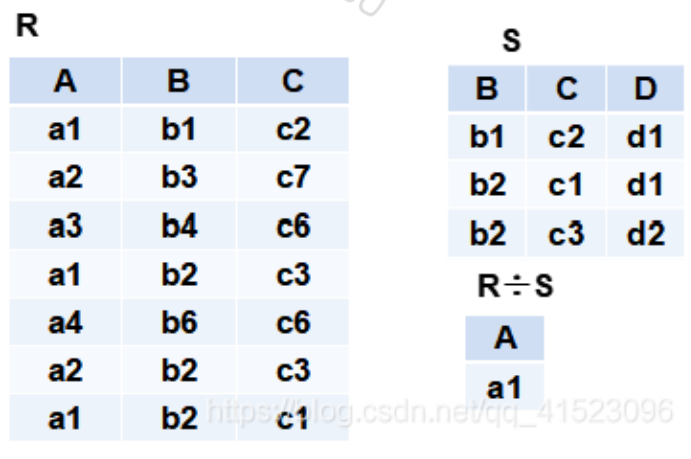 R
A B C
a1 b1 c2
a2 b3 c7
a3 b4 c6
a1 b2 c3
a4 b6 c6
a2 b2 c3
a1 b2 c1
S
B C D
b1 c2 d1
b2 c1 d1
b2 c3 d2
R÷S
A
a1
https://blog.csdn.net/qq_41523096